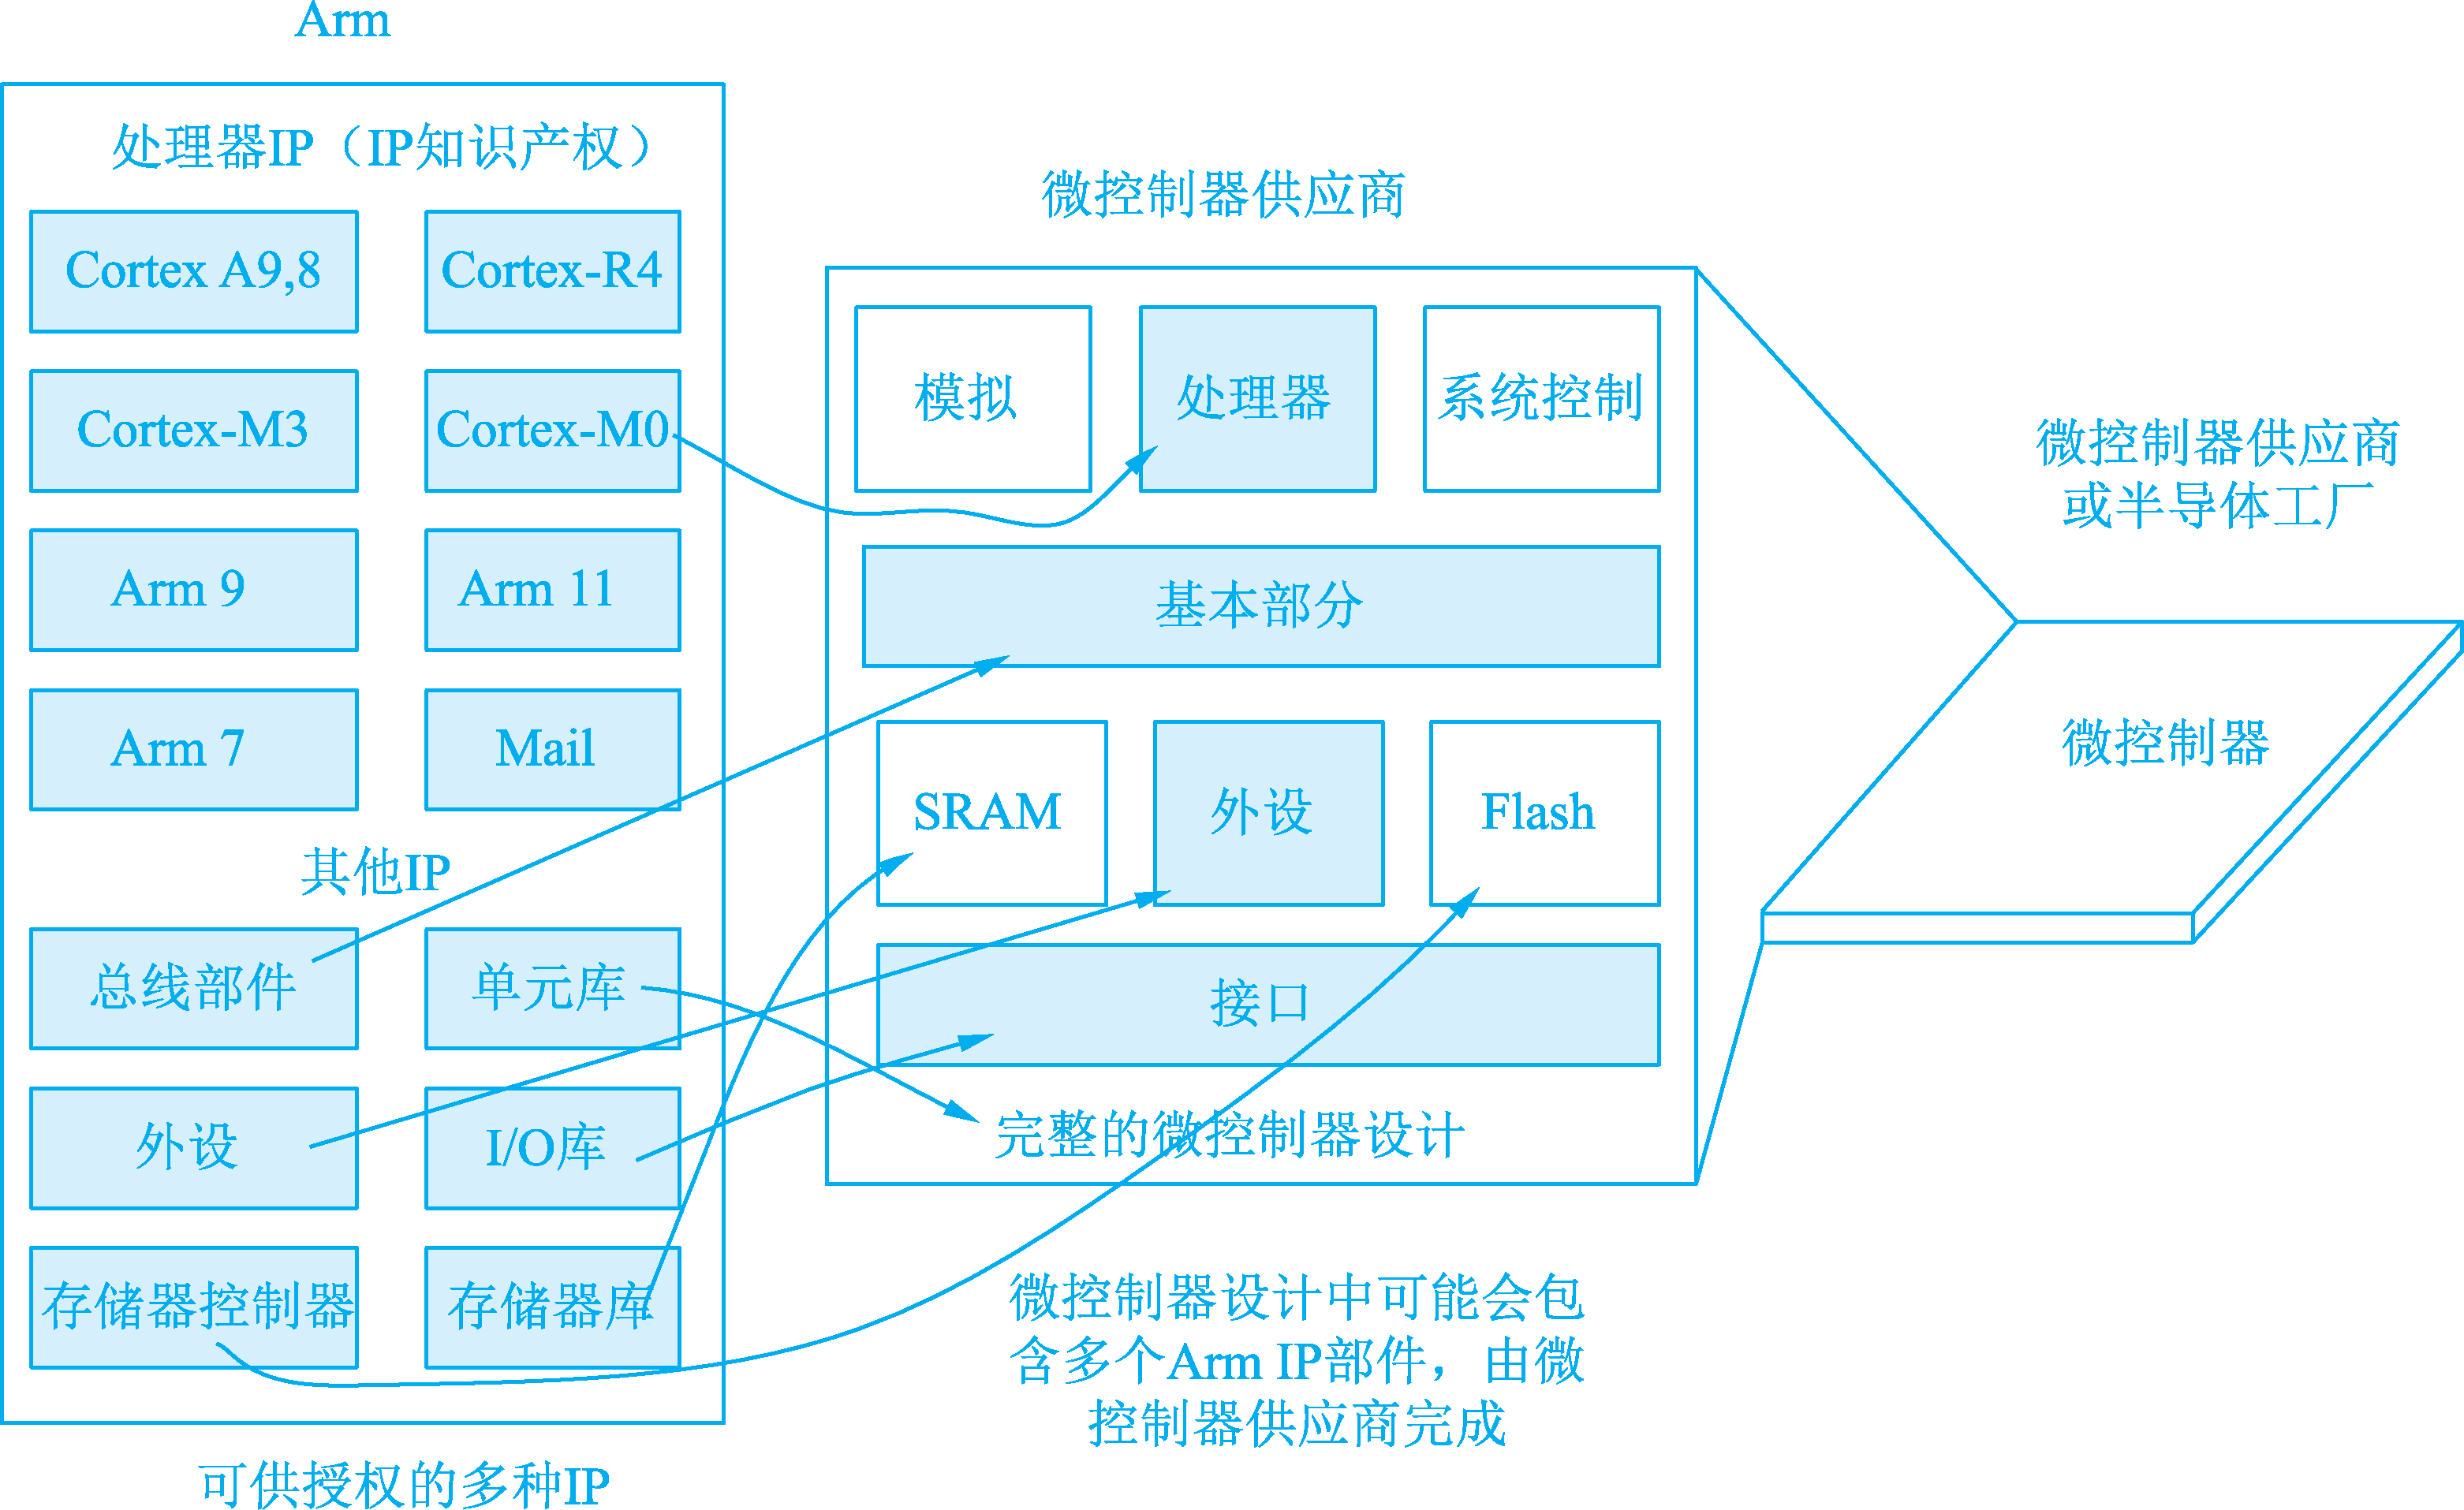 Arm
处理器IP（IP知识产权）
Cortex A9,8
Cortex-R4
Cortex-M3
Cortex-M0
Arm 9
Arm 11
Arm 7
Mail
其他IP
总线部件
单元库
外设
I/O库
存储器控制器
存储器库
可供授权的多种IP
微控制器供应商
模拟
处理器
系统控制
基本部分
SRAM
外设
Flash
接口
完整的微控制器设计
微控制器设计中可能会包
含多个Arm IP部件，由微
控制器供应商完成
微控制器供应商
或半导体工厂
微控制器